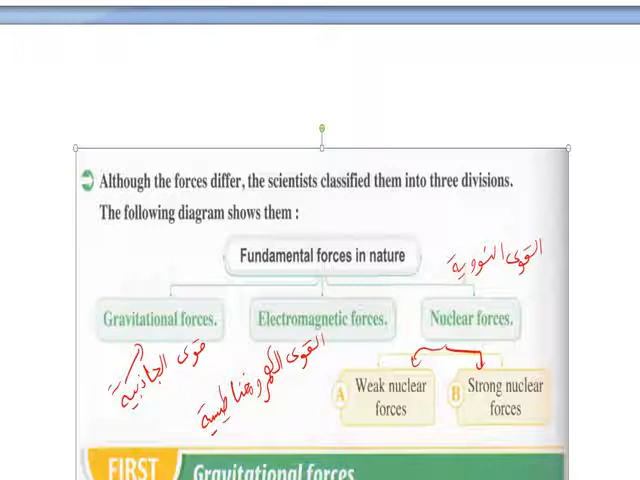 Although the forces differ, the scientists classified them into three divisions.
The following diagram shows them :
Fundamental forces in nature
القوى النووية
Gravitational forces.
Electromagnetic forces.
Nuclear forces.
قوى الجاذبية
القوى الكهرومغناطيسية
A Weak nuclear forces
B Strong nuclear forces
FIRST Gravitational forces